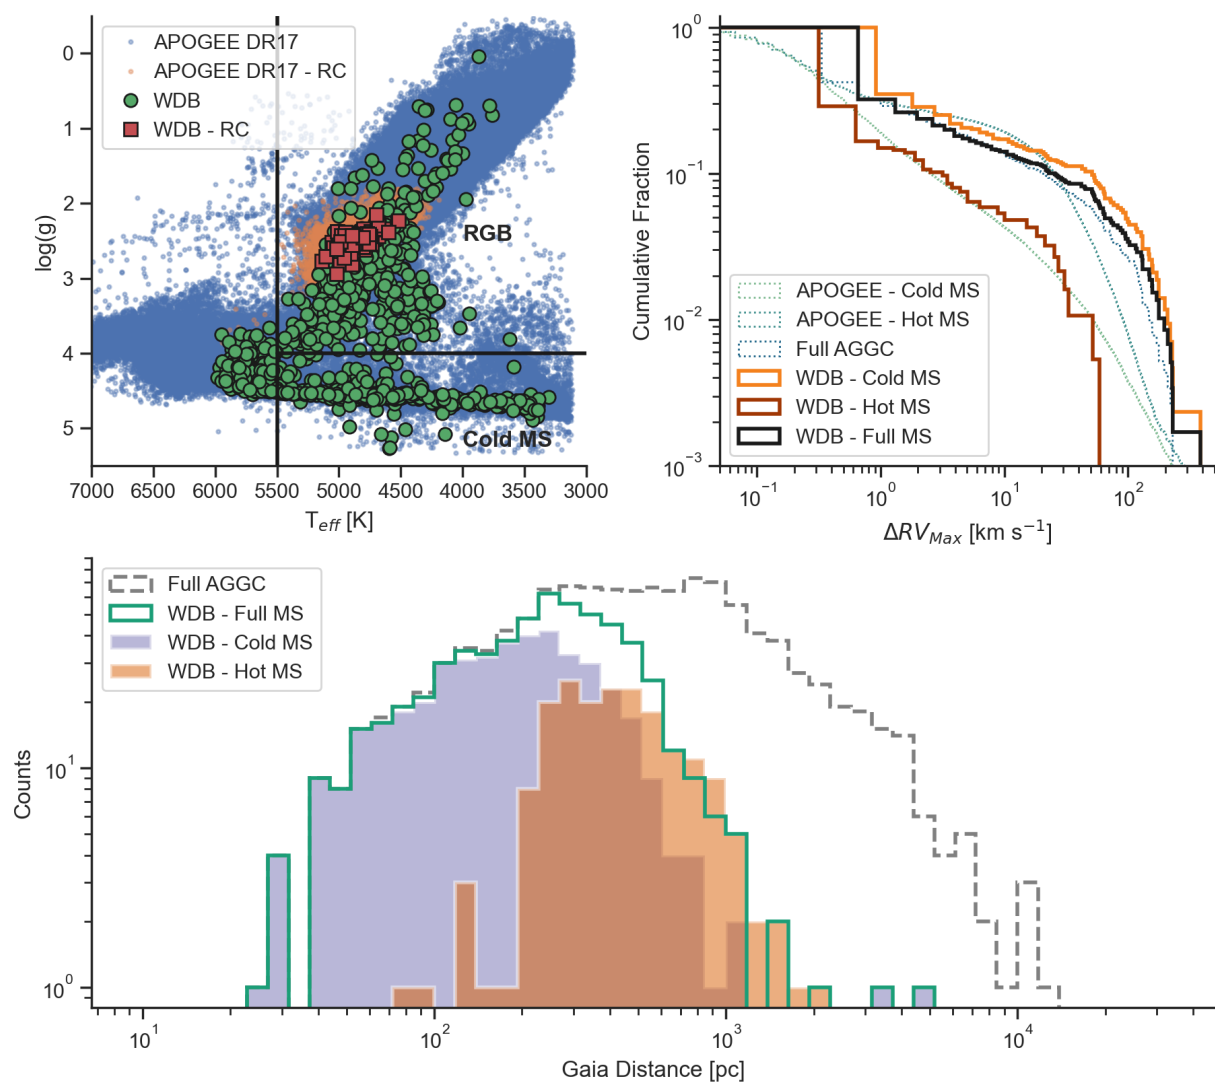 APOGEE DR17
APOGEE DR17 - RC
WDB
WDB - RC
RGB
Cold MS
0
1
2
3
4
5
log(g)
7000 6500 6000 5500 5000 4500 4000 3500 3000
T_eff [K]
10^0
10^−1
10^−2
10^−3
Cumulative Fraction
APOGEE - Cold MS
APOGEE - Hot MS
Full AGGC
WDB - Cold MS
WDB - Hot MS
WDB - Full MS
10^−1 10^0 10^1 10^2
ΔRV_Max [km s^−1]
Full AGGC
WDB - Full MS
WDB - Cold MS
WDB - Hot MS
10^1
10^0
Counts
10^1 10^2 10^3 10^4
Gaia Distance [pc]